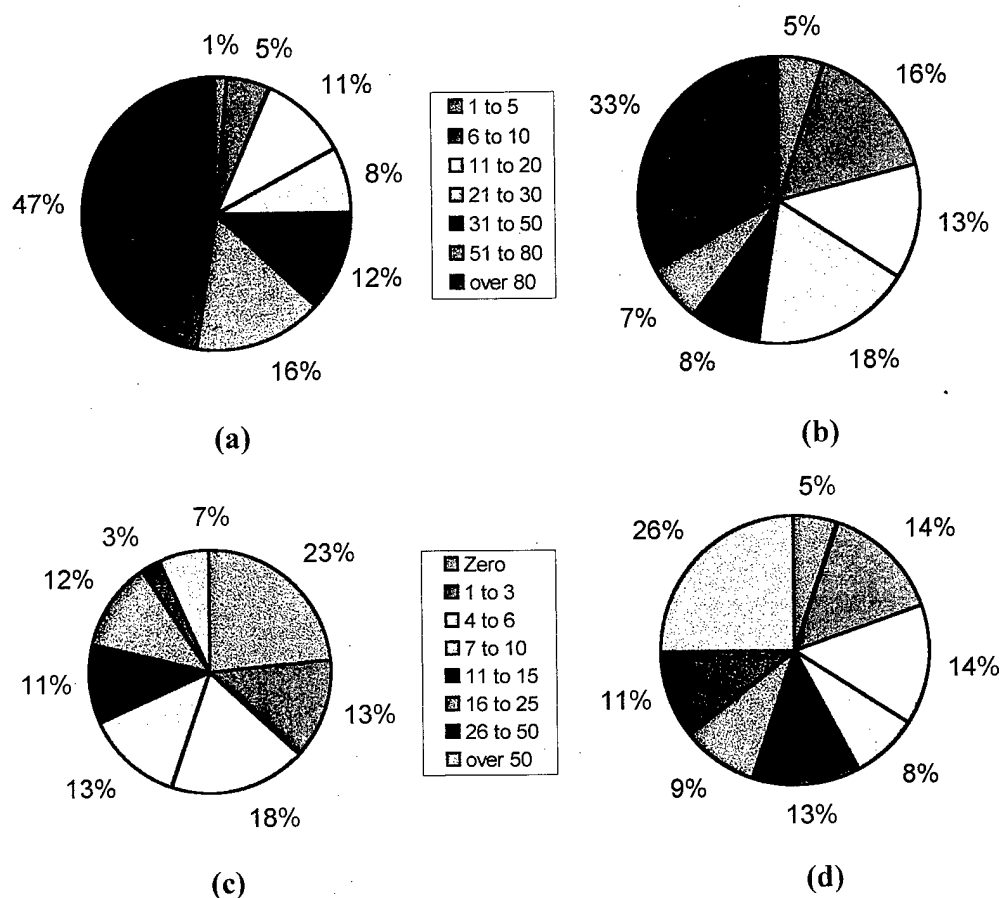 1%
5%
11%
8%
12%
16%
47%
(a)
1 to 5
6 to 10
11 to 20
21 to 30
31 to 50
51 to 80
over 80
5%
16%
13%
18%
8%
7%
33%
(b)
7%
23%
13%
18%
13%
11%
12%
3%
(c)
Zero
1 to 3
4 to 6
7 to 10
11 to 15
16 to 25
26 to 50
over 50
5%
14%
14%
8%
13%
9%
11%
26%
(d)